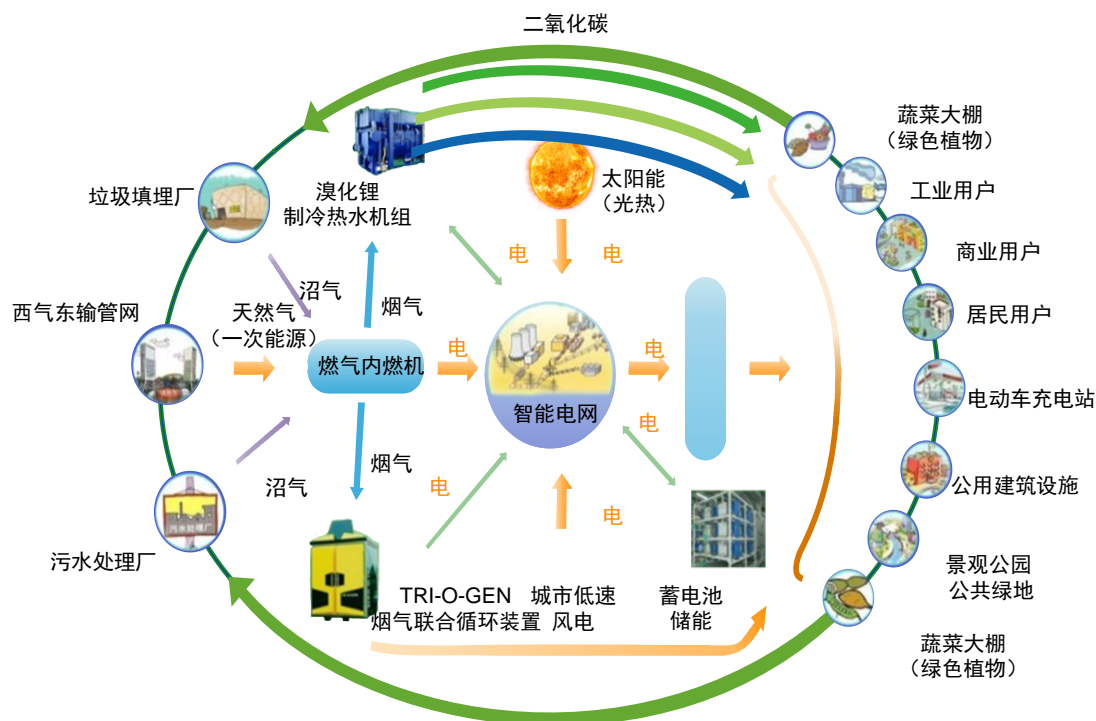 二氧化碳
蔬菜大棚
（绿色植物）
垃圾填埋厂
溴化锂
制冷热水机组
太阳能
（光热）
工业用户
电
电
商业用户
沼气
烟气
西气东输管网
天然气
（一次能源）
居民用户
燃气内燃机
电
电
智能电网
电动车充电站
电
烟气
沼气
电
公用建筑设施
电
污水处理厂
污水处理厂
景观公园
公共绿地
TRI-O-GEN
烟气联合循环装置
城市低速
风电
蓄电池
储能
蔬菜大棚
（绿色植物）